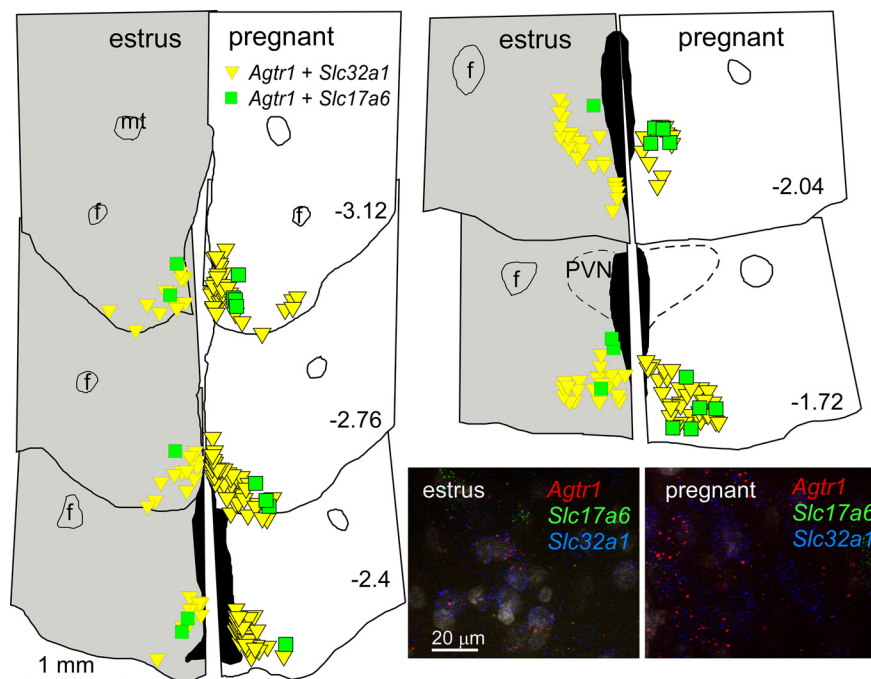 estrus
pregnant
Agtr1 + Slc32a1
Agtr1 + Slc17a6
mt
f
f
-3.12
f
-2.76
f
-2.4
1 mm
estrus
pregnant
f
-2.04
f
PVN
-1.72
estrus
Agtr1
Slc17a6
Slc32a1
20 μm
pregnant
Agtr1
Slc17a6
Slc32a1